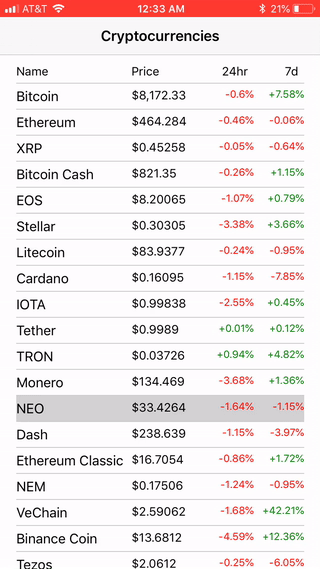 AT&T 12:33 AM 21%
Cryptocurrencies
Name Price 24hr 7d
Bitcoin $8,172.33 -0.6% +7.58%
Ethereum $464.284 -0.46% -0.06%
XRP $0.45258 -0.05% -0.64%
Bitcoin Cash $821.35 -0.26% +1.15%
EOS $8.20065 -1.07% +0.79%
Stellar $0.30305 -3.38% +3.66%
Litecoin $83.9377 -0.24% -0.95%
Cardano $0.16095 -1.15% -7.85%
IOTA $0.99838 -2.55% +0.45%
Tether $0.9989 +0.01% +0.12%
TRON $0.03726 +0.94% +4.82%
Monero $134.469 -3.68% +1.36%
NEO $33.4264 -1.64% -1.15%
Dash $238.639 -1.15% -3.97%
Ethereum Classic $16.7054 -0.86% +1.72%
NEM $0.17506 -1.24% -0.95%
VeChain $2.59062 -1.68% +42.21%
Binance Coin $13.6812 -4.59% +12.36%
Tezos $2.0612 -0.25% -6.05%